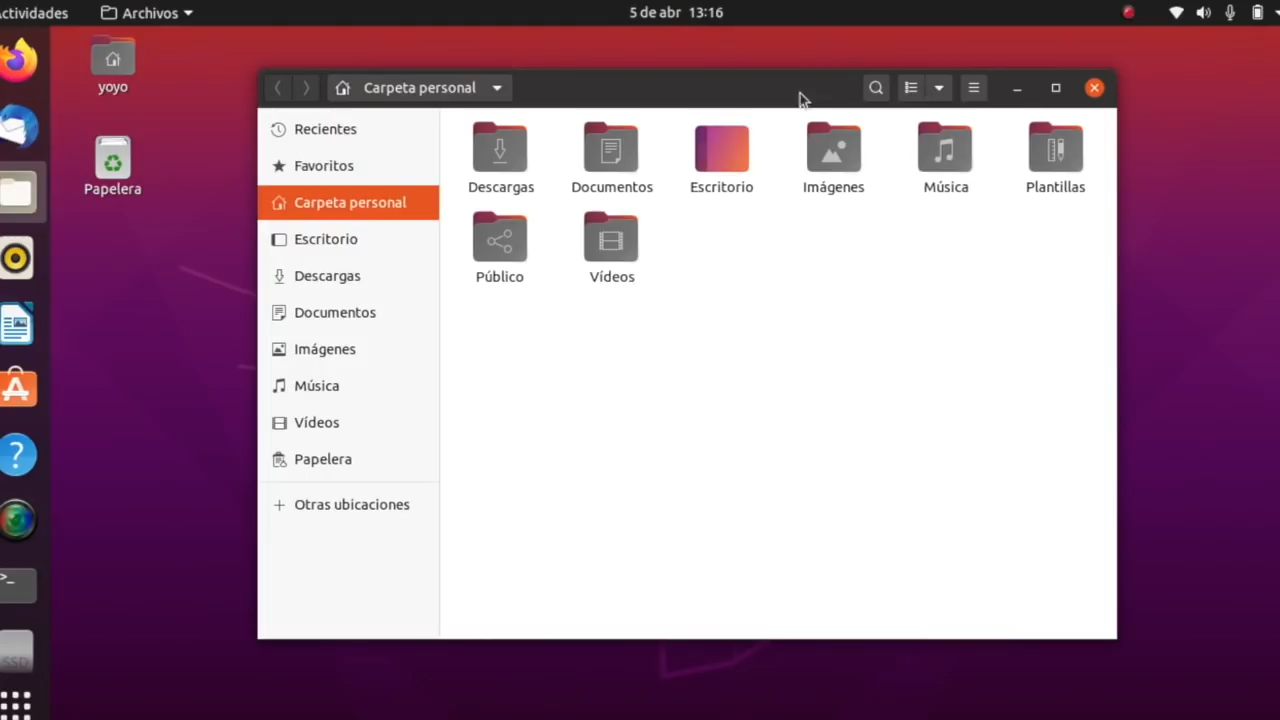 Actividades
Archivos
5 de abr 13:16
yoyo
Papelera
Carpeta personal
Recientes
Favoritos
Carpeta personal
Escritorio
Descargas
Documentos
Imágenes
Música
Vídeos
Papelera
Otras ubicaciones
Descargas
Documentos
Escritorio
Imágenes
Música
Plantillas
Público
Vídeos
SSD